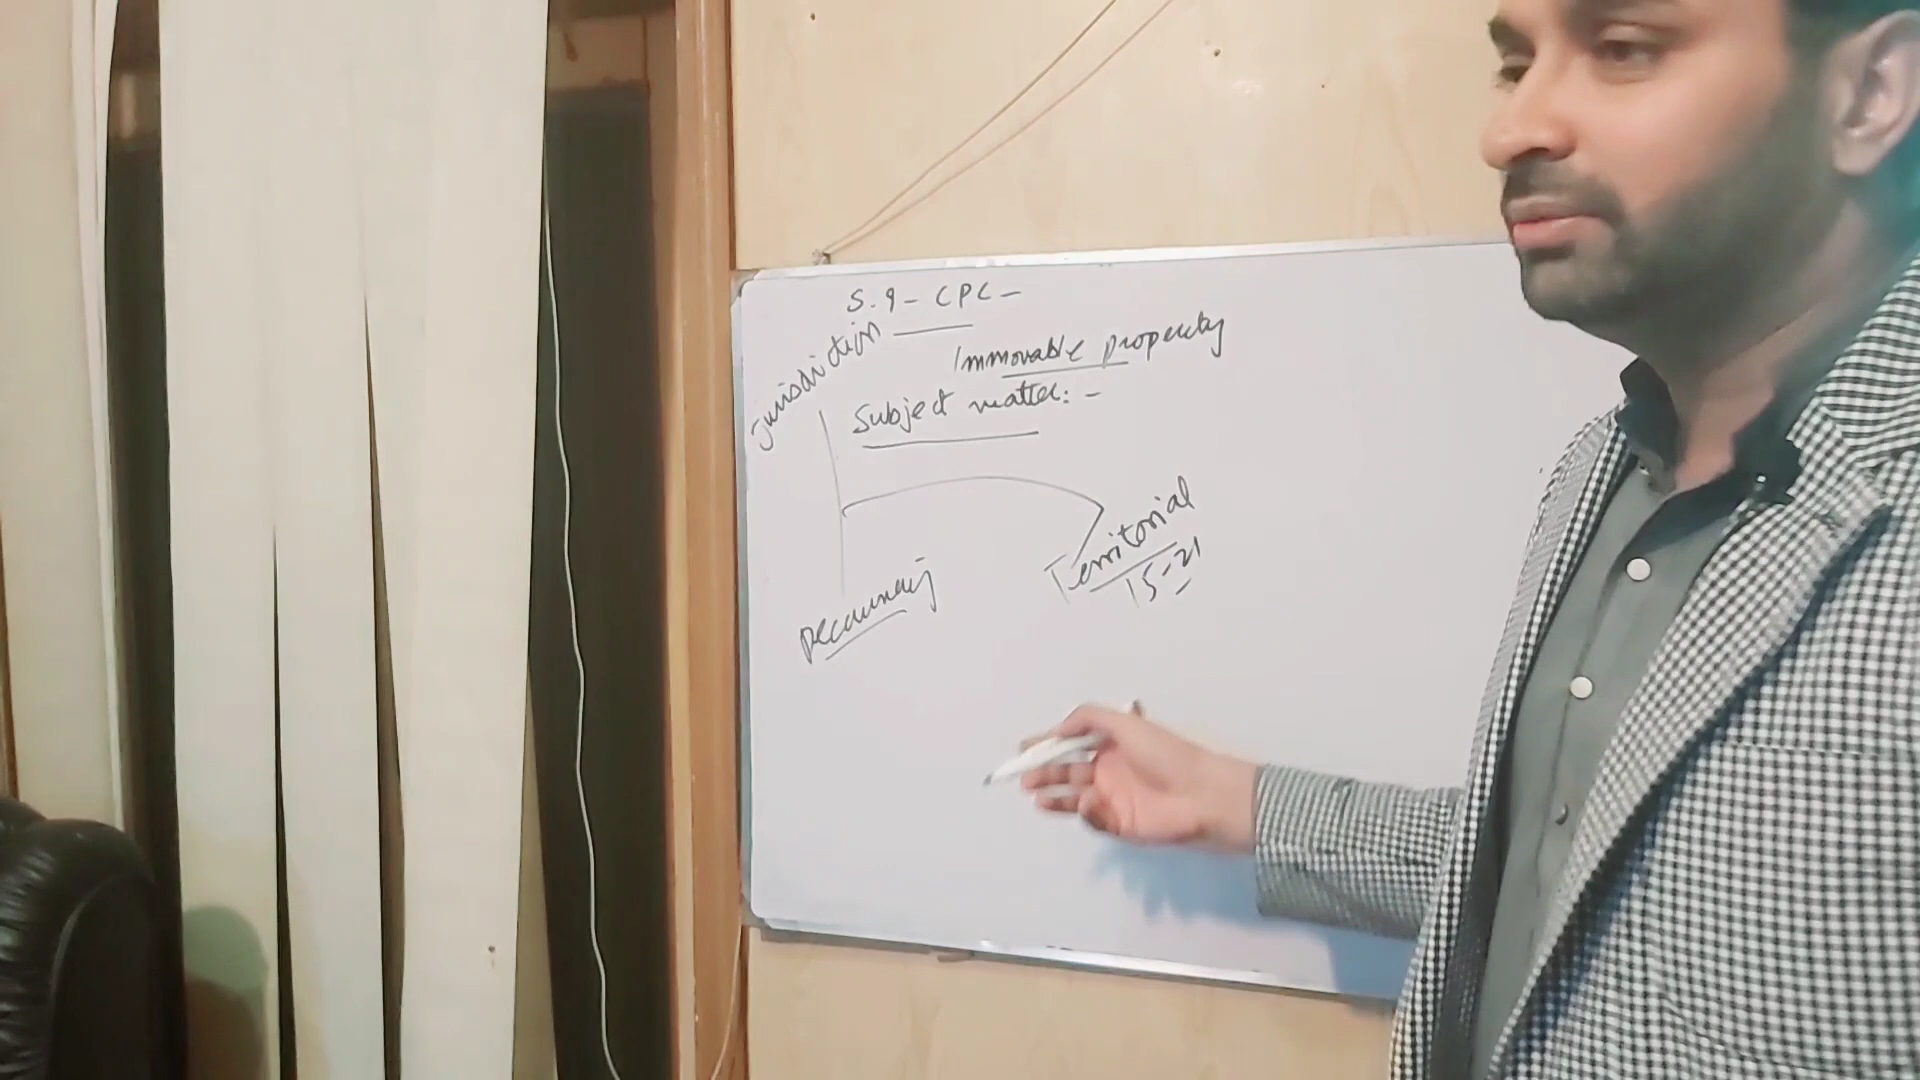 S.9 - CPC -
Jurisdiction
Immovable property
Subject matter: -
Territorial
15-21
pecuniary